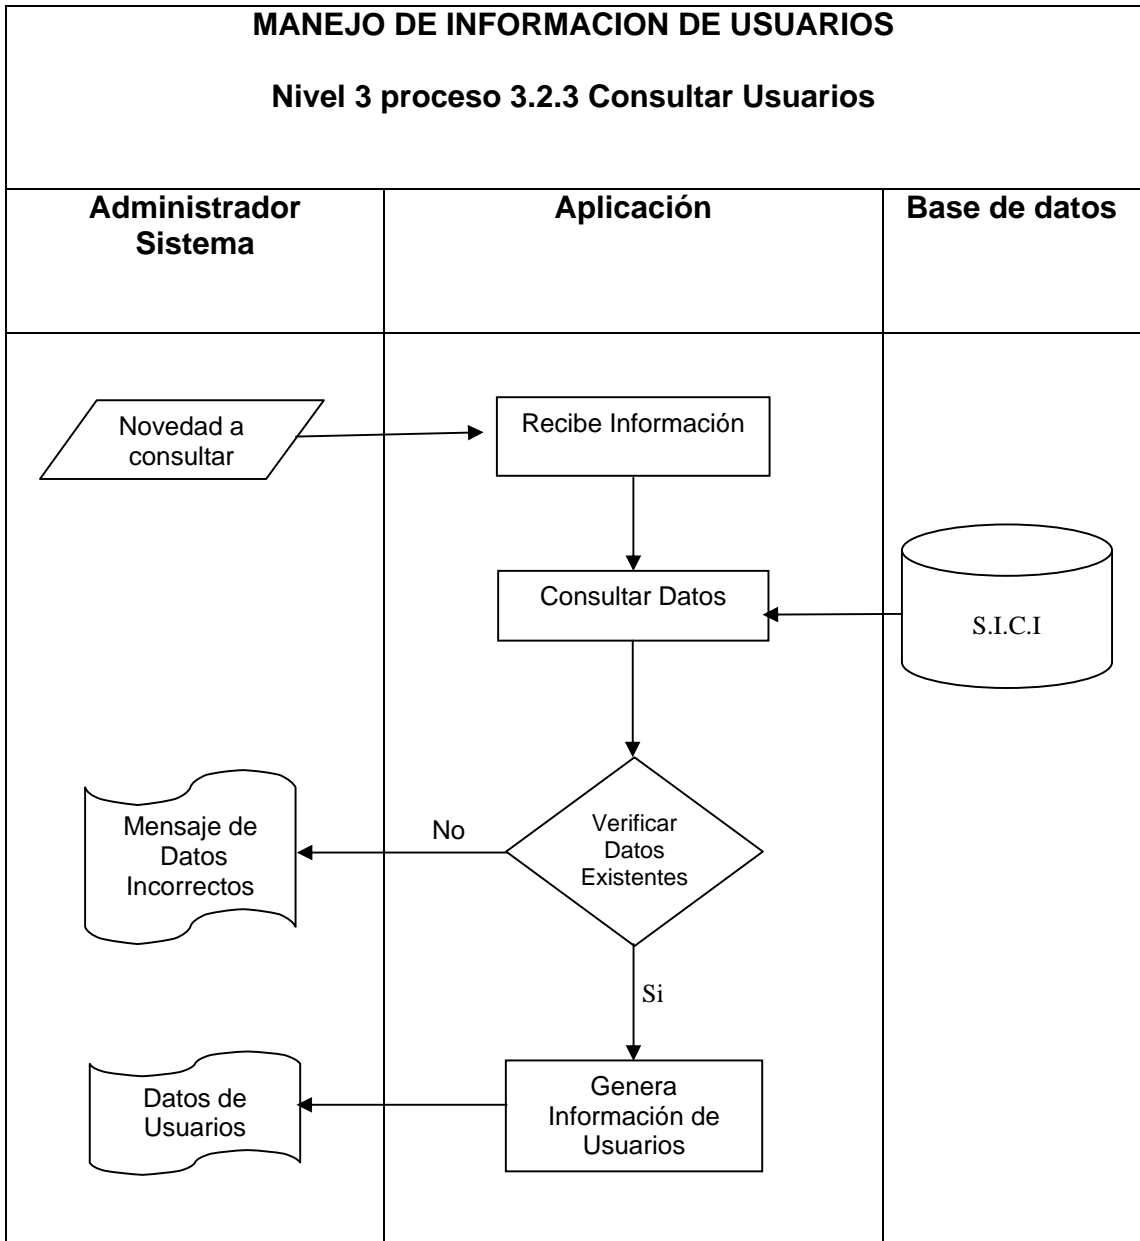 MANEJO DE INFORMACION DE USUARIOS
Nivel 3 proceso 3.2.3 Consultar Usuarios
Administrador
Sistema
Aplicación
Base de datos
Novedad a
consultar
Recibe Información
Consultar Datos
S.I.C.I
Verificar
Datos
Existentes
No
Mensaje de
Datos
Incorrectos
Si
Genera
Información de
Usuarios
Datos de
Usuarios